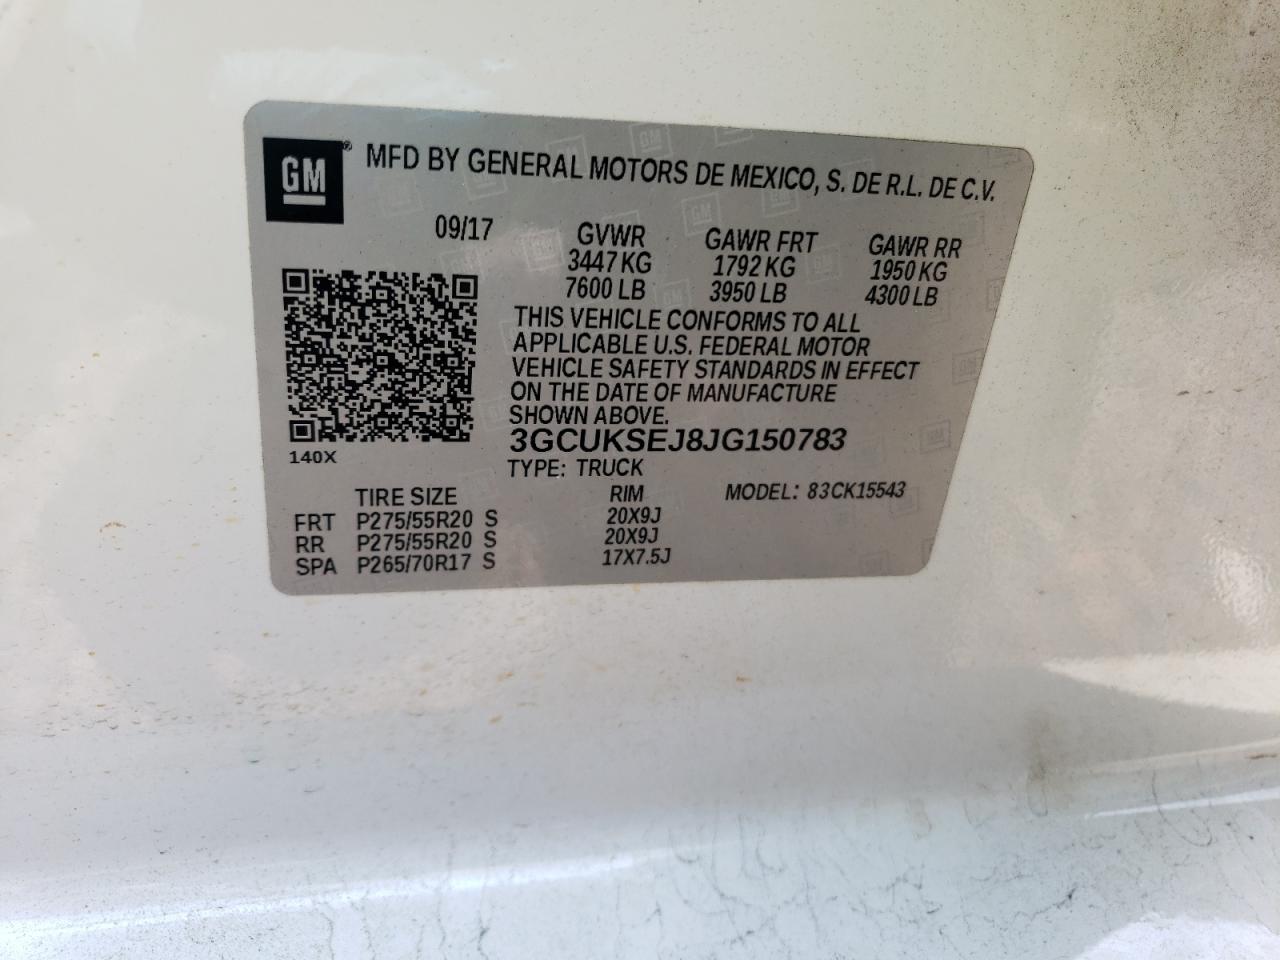 GM® MFD BY GENERAL MOTORS DE MEXICO, S. DE R.L. DE C.V.
09/17 GVWR GAWR FRT GAWR RR
3447 KG 1792 KG 1950 KG
7600 LB 3950 LB 4300 LB
THIS VEHICLE CONFORMS TO ALL
APPLICABLE U.S. FEDERAL MOTOR
VEHICLE SAFETY STANDARDS IN EFFECT
ON THE DATE OF MANUFACTURE
SHOWN ABOVE.
3GCUKSEJ8JG150783
140X
TYPE: TRUCK
TIRE SIZE RIM MODEL: 83CK15543
FRT P275/55R20 S 20X9J
RR P275/55R20 S 20X9J
SPA P265/70R17 S 17X7.5J